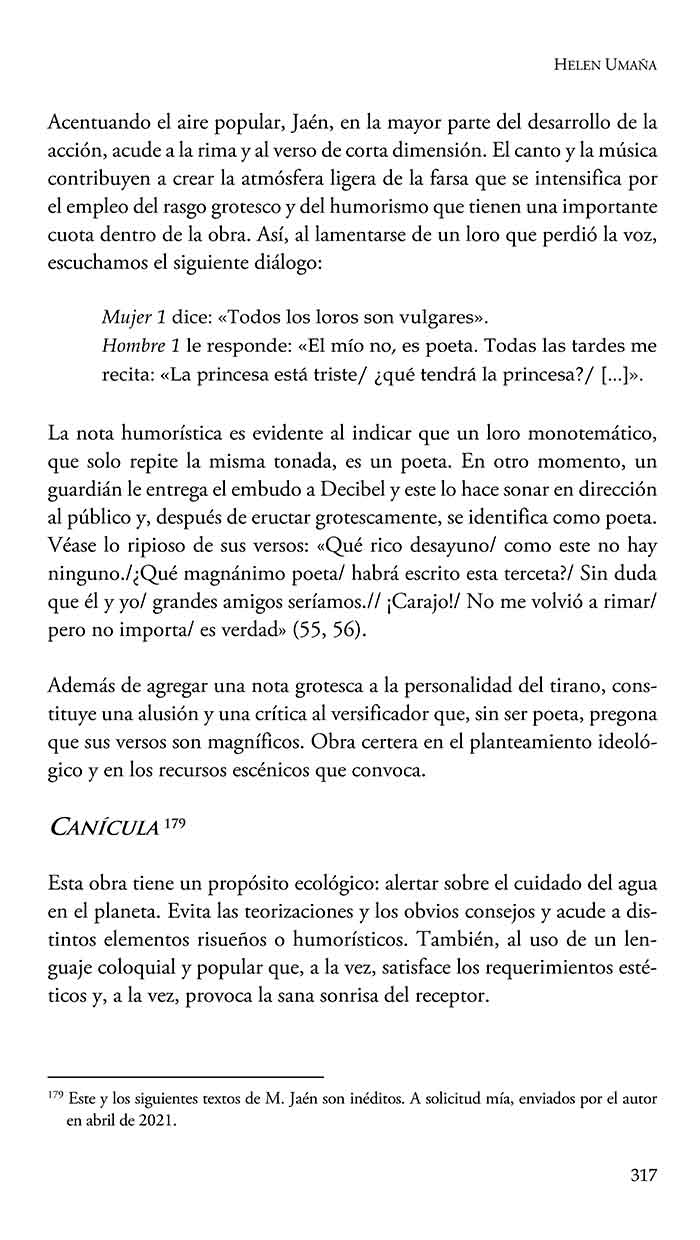 HELEN UMAÑA
Acentuando el aire popular, Jaén, en la mayor parte del desarrollo de la
acción, acude a la rima y al verso de corta dimensión. El canto y la música
contribuyen a crear la atmósfera ligera de la farsa que se intensifica por
el empleo del rasgo grotesco y del humorismo que tienen una importante
cuota dentro de la obra. Así, al lamentarse de un loro que perdió la voz,
escuchamos el siguiente diálogo:
Mujer 1 dice: «Todos los loros son vulgares».
Hombre 1 le responde: «El mío no, es poeta. Todas las tardes me
recita: «La princesa está triste/ ¿qué tendrá la princesa?/ [...]».
La nota humorística es evidente al indicar que un loro monotemático,
que solo repite la misma tonada, es un poeta. En otro momento, un
guardián le entrega el embudo a Decibel y este lo hace sonar en dirección
al público y, después de eructar grotescamente, se identifica como poeta.
Véase lo ripioso de sus versos: «Qué rico desayuno/ como este no hay
ninguno./¿Qué magnánimo poeta/ habrá escrito esta terceta?/ Sin duda
que él y yo/ grandes amigos seríamos.// ¡Carajo!/ No me volvió a rimar/
pero no importa/ es verdad» (55, 56).
Además de agregar una nota grotesca a la personalidad del tirano, cons-
tituye una alusión y una crítica al versificador que, sin ser poeta, pregona
que sus versos son magníficos. Obra certera en el planteamiento ideoló-
gico y en los recursos escénicos que convoca.
CANÍCULA 179
Esta obra tiene un propósito ecológico: alertar sobre el cuidado del agua
en el planeta. Evita las teorizaciones y los obvios consejos y acude a dis-
tintos elementos risueños o humorísticos. También, al uso de un len-
guaje coloquial y popular que, a la vez, satisface los requerimientos esté-
ticos y, a la vez, provoca la sana sonrisa del receptor.
179 Este y los siguientes textos de M. Jaén son inéditos. A solicitud mía, enviados por el autor
en abril de 2021.
317